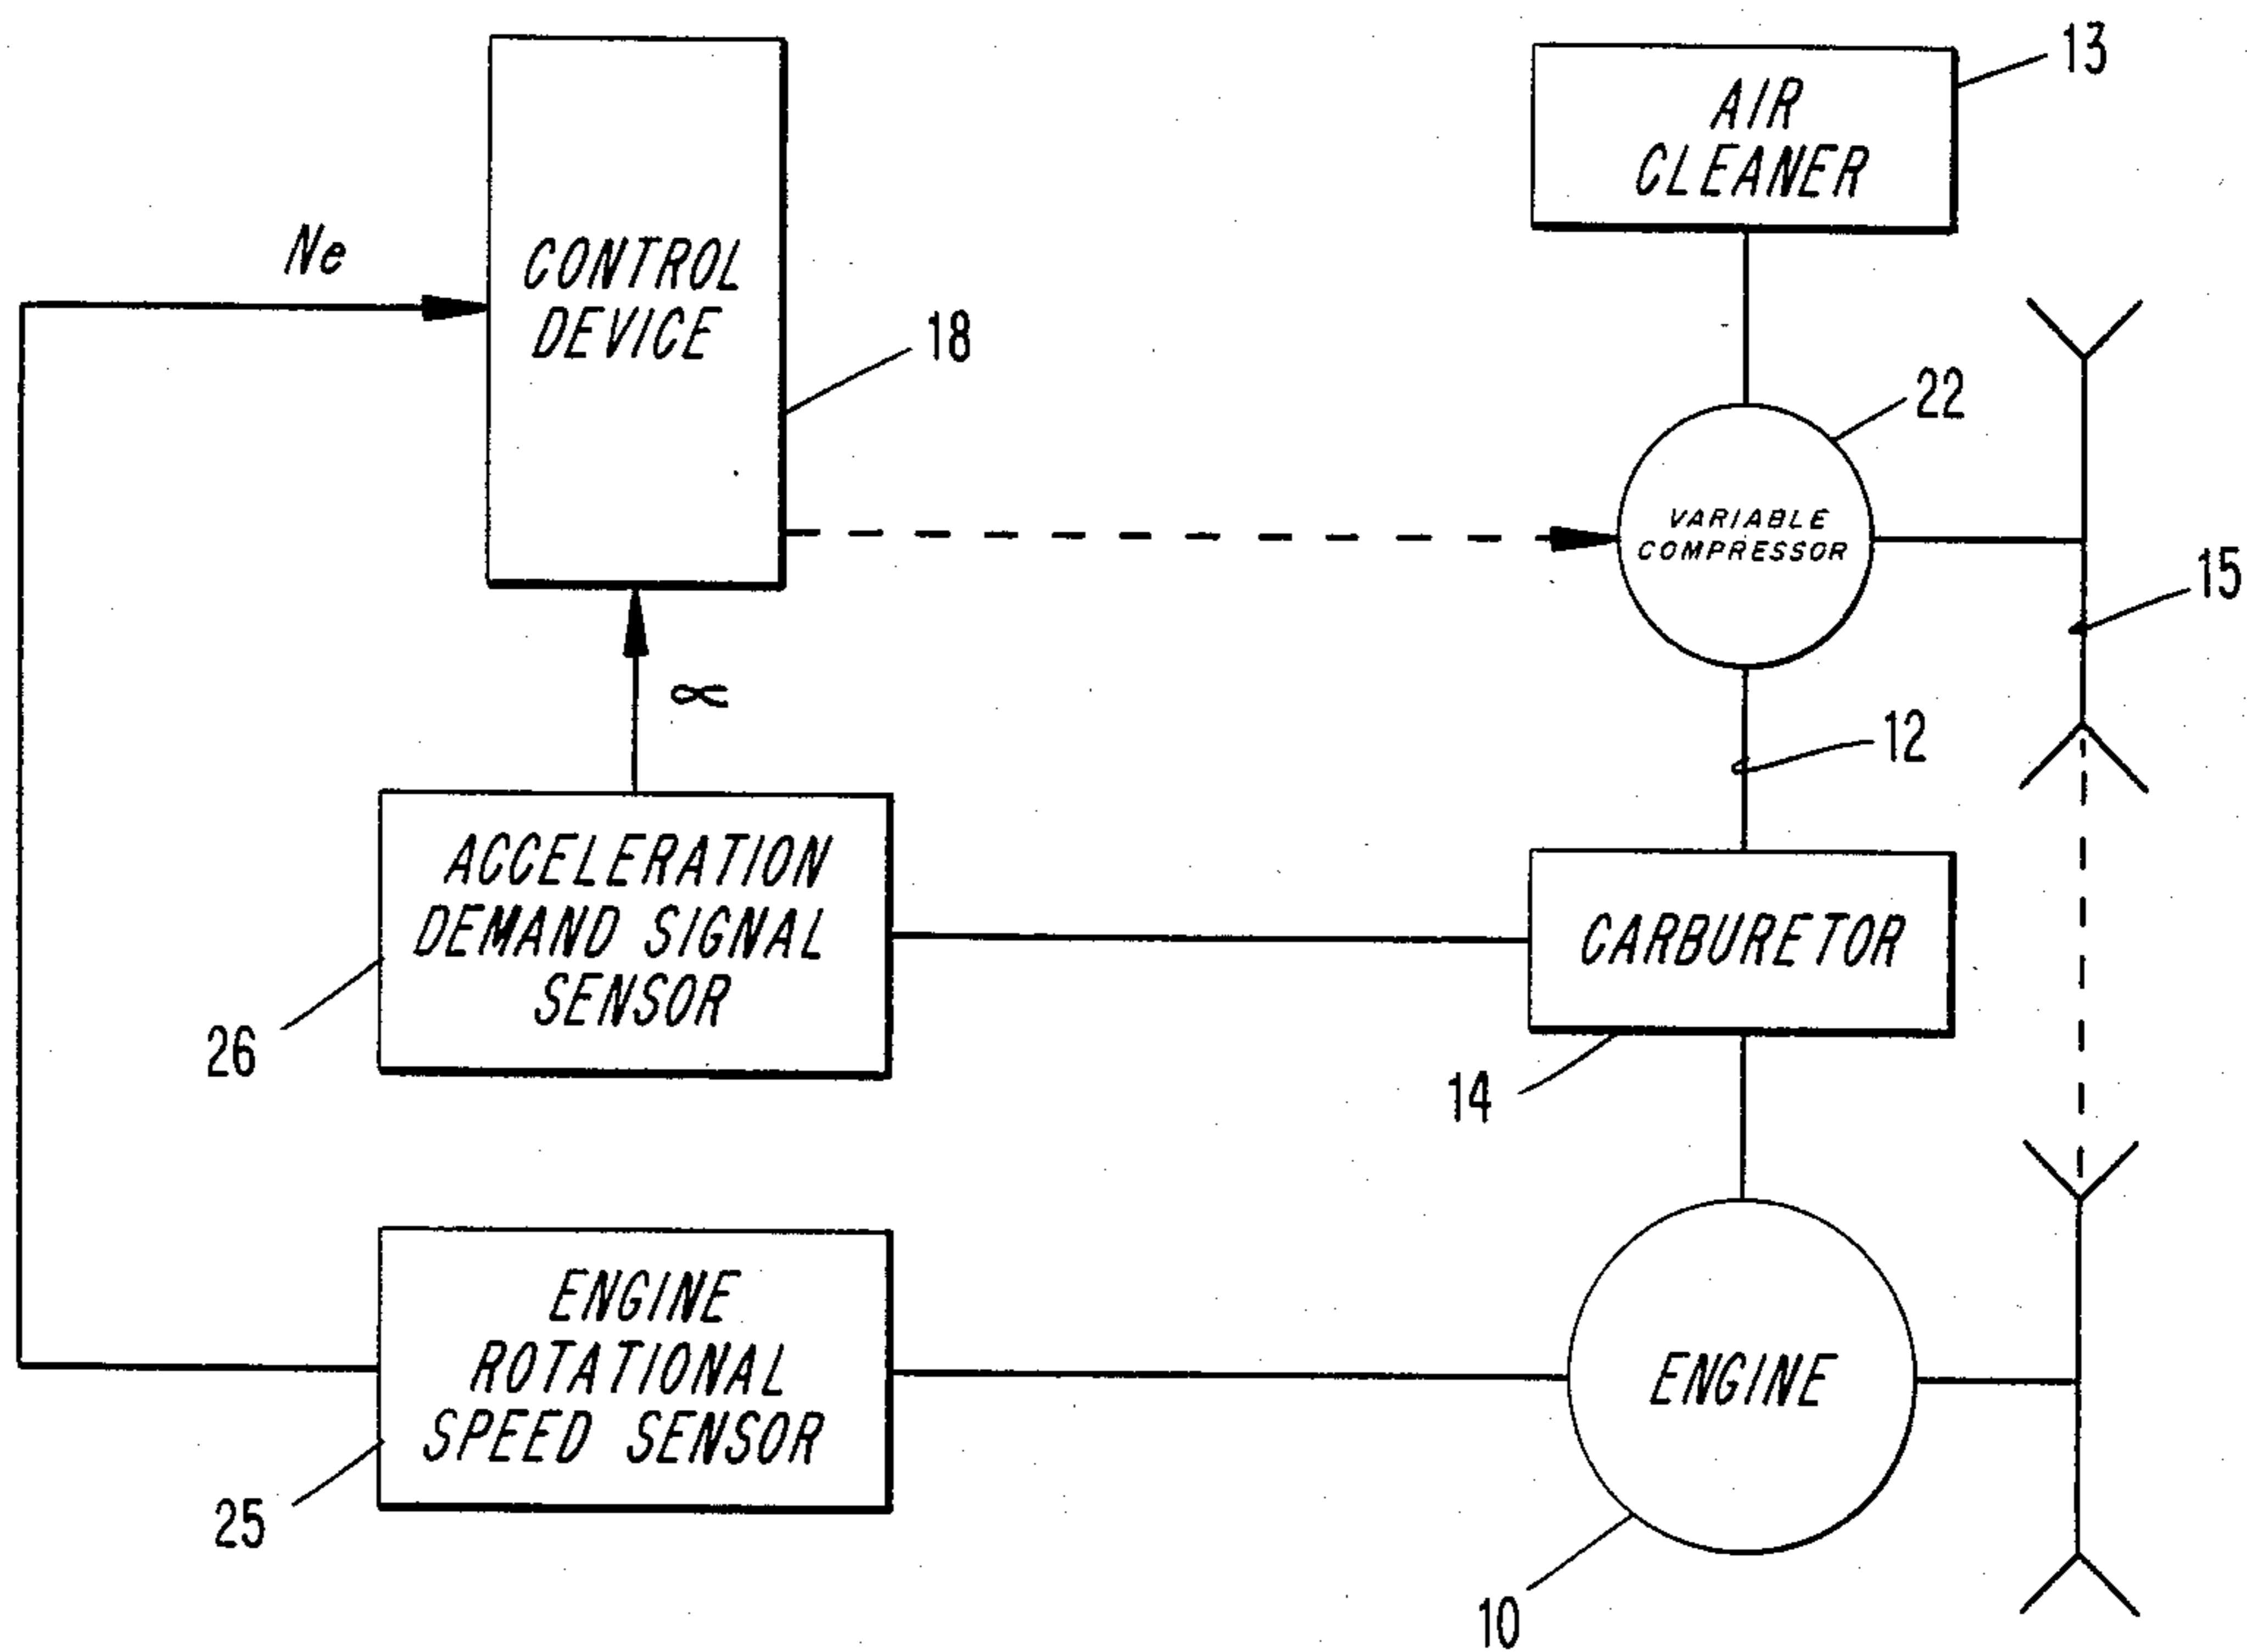 13
AIR
CLEANER
Ne
CONTROL
DEVICE
18
22
VARIABLE
COMPRESSOR
15
∝
12
ACCELERATION
DEMAND SIGNAL
SENSOR
CARBURETOR
26
14
ENGINE
ROTATIONAL
SPEED SENSOR
ENGINE
25
10